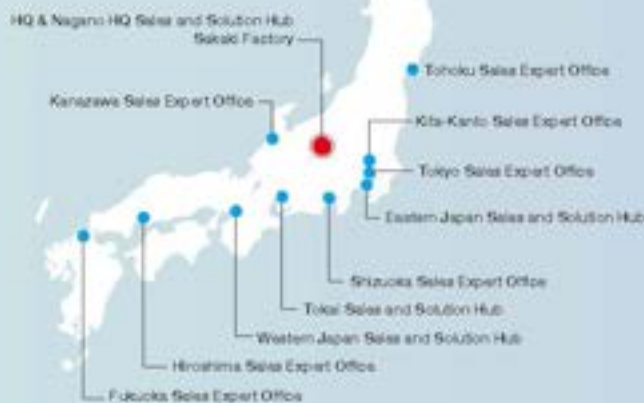 HQ & Nagano HQ Sales and Solution Hub
Sakaki Factory
Tohoku Sales Expert Office
Kanazawa Sales Expert Office
Kita-Kanto Sales Expert Office
Tokyo Sales Expert Office
Eastern Japan Sales and Solution Hub
Shizuoka Sales Expert Office
Tokai Sales and Solution Hub
Western Japan Sales and Solution Hub
Hiroshima Sales Expert Office
Fukuoka Sales Expert Office